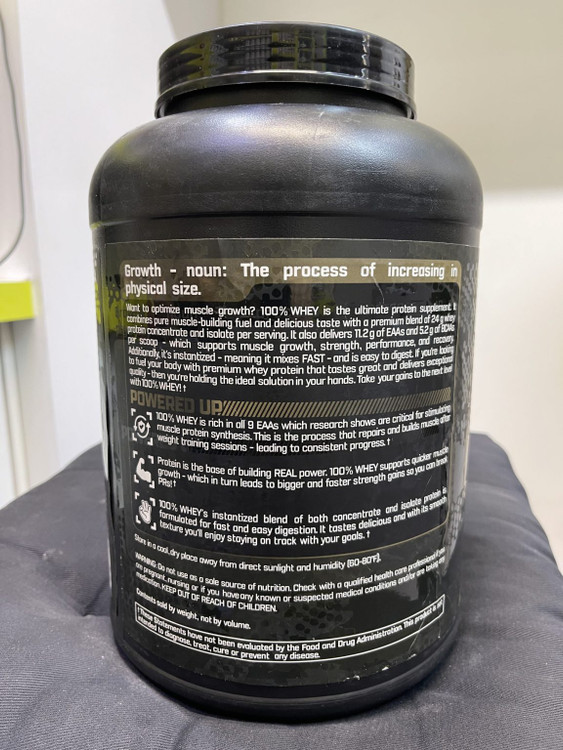 Growth - noun: The process of increasing in
physical size.
Want to optimize muscle growth? 100% WHEY is the ultimate protein supplement. It
combines pure muscle-building fuel and delicious taste with a premium blend of 24 g whey
protein concentrate and isolate per serving. It also delivers 11.2 g of EAAs and 5.2 g of BCAAs
per scoop - which supports muscle growth, strength, performance, and recovery.
Additionally, it's instantized - meaning it mixes FAST - and is easy to digest. If you're looking
to fuel your body with premium whey protein that tastes great and delivers exceptional
quality - then you're holding the ideal solution in your hands. Take your gains to the next level
with 100% WHEY! †
POWERED UP
100% WHEY is rich in all 9 EAAs which research shows are critical for stimulating
muscle protein synthesis. This is the process that repairs and builds muscle after
weight training sessions - leading to consistent progress. †
Protein is the base of building REAL power. 100% WHEY supports quicker muscle
growth - which in turn leads to bigger and faster strength gains so you can break
PRs! †
100% WHEY's instantized blend of both concentrate and isolate protein is
formulated for fast and easy digestion. It tastes delicious and with its smooth
texture you'll enjoy staying on track with your goals. †
Store in a cool, dry place away from direct sunlight and humidity (60-80°F).
WARNING: Do not use as a sole source of nutrition. Check with a qualified health care professional if you
are pregnant, nursing or if you have any known or suspected medical conditions and/or are taking any
medication. KEEP OUT OF REACH OF CHILDREN.
Contents sold by weight, not by volume.
†These Statements have not been evaluated by the Food and Drug Administration. This product is not
intended to diagnose, treat, cure or prevent any disease.